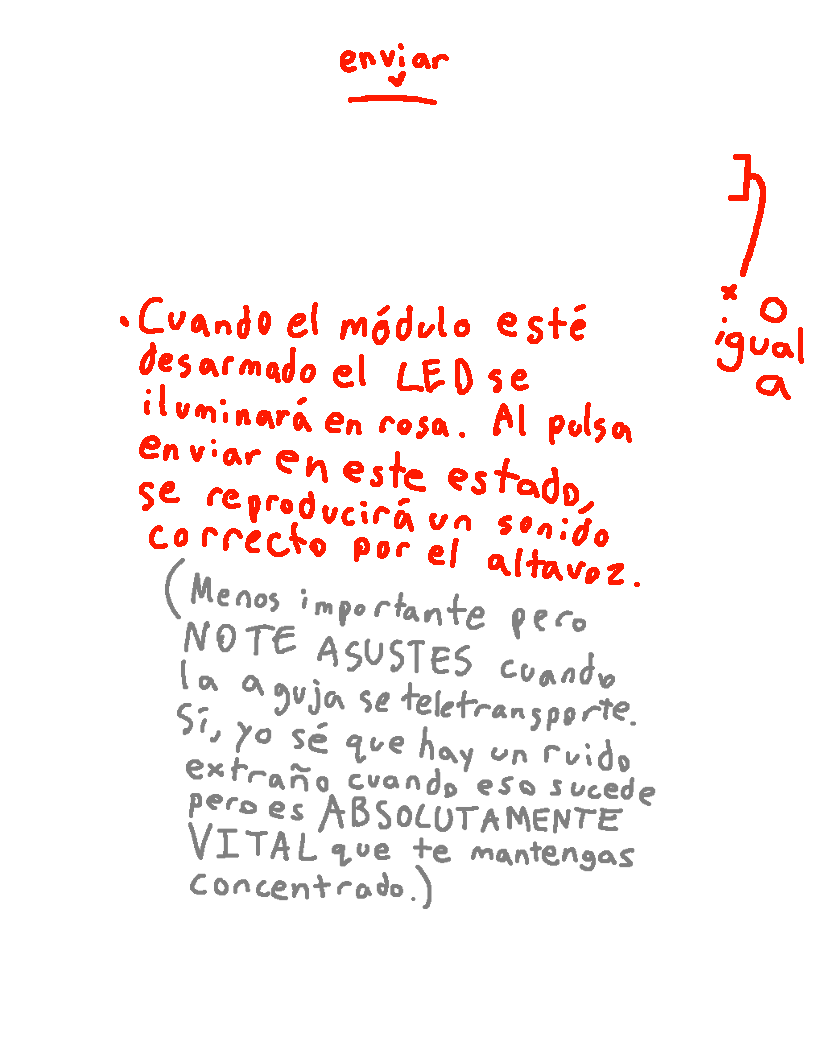 enviar
x o
igual
a
• Cuando el módulo esté
desarmado el LED se
iluminará en rosa. Al pulsa
enviar en este estado,
se reproducirá un sonido
correcto por el altavoz.
(Menos importante pero
NO TE ASUSTES cuando
la aguja se teletransporte.
Sí, yo sé que hay un ruido
extraño cuando eso sucede
pero es ABSOLUTAMENTE
VITAL que te mantengas
concentrado.)